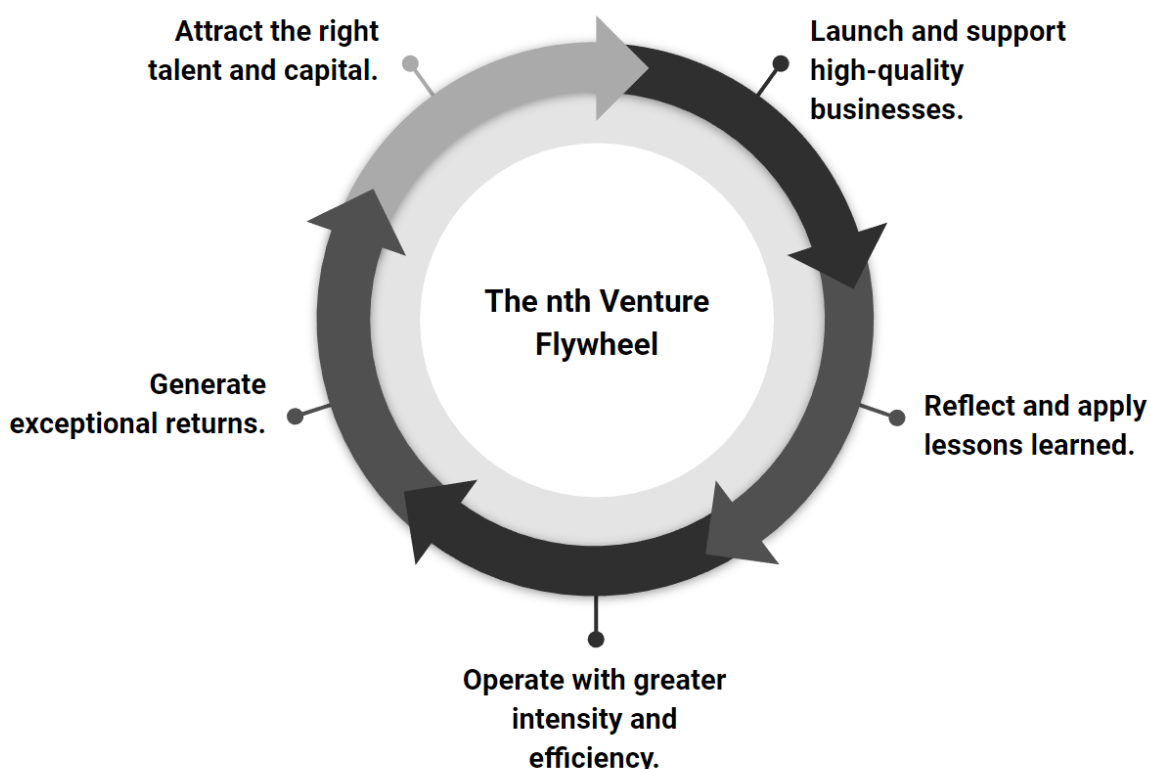 Attract the right
talent and capital.
Launch and support
high-quality
businesses.
The nth Venture
Flywheel
Generate
exceptional returns.
Reflect and apply
lessons learned.
Operate with greater
intensity and
efficiency.